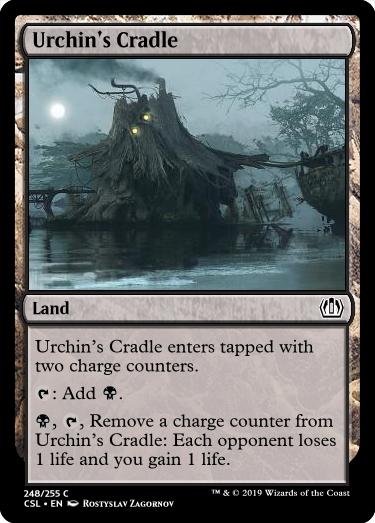 Urchin's Cradle
Land
Urchin's Cradle enters tapped with
two charge counters.
: Add .
, , Remove a charge counter from
Urchin's Cradle: Each opponent loses
1 life and you gain 1 life.
248/255 C
CSL • EN Rostyslav Zagornov
™ & © 2019 Wizards of the Coast